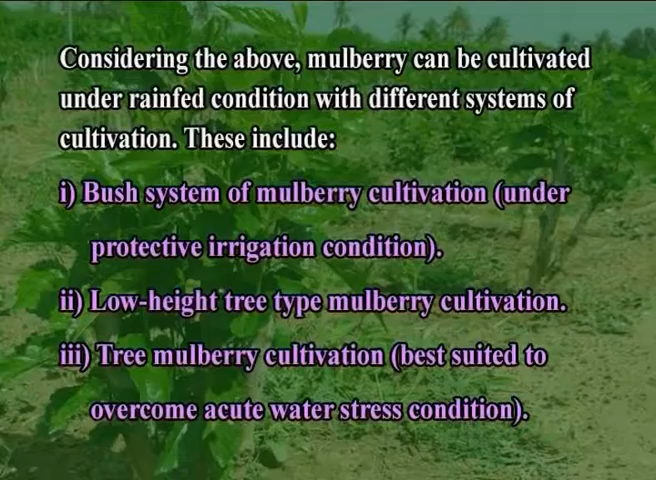 Considering the above, mulberry can be cultivated
under rainfed condition with different systems of
cultivation. These include:
i) Bush system of mulberry cultivation (under
protective irrigation condition).
ii) Low-height tree type mulberry cultivation.
iii) Tree mulberry cultivation (best suited to
overcome acute water stress condition).